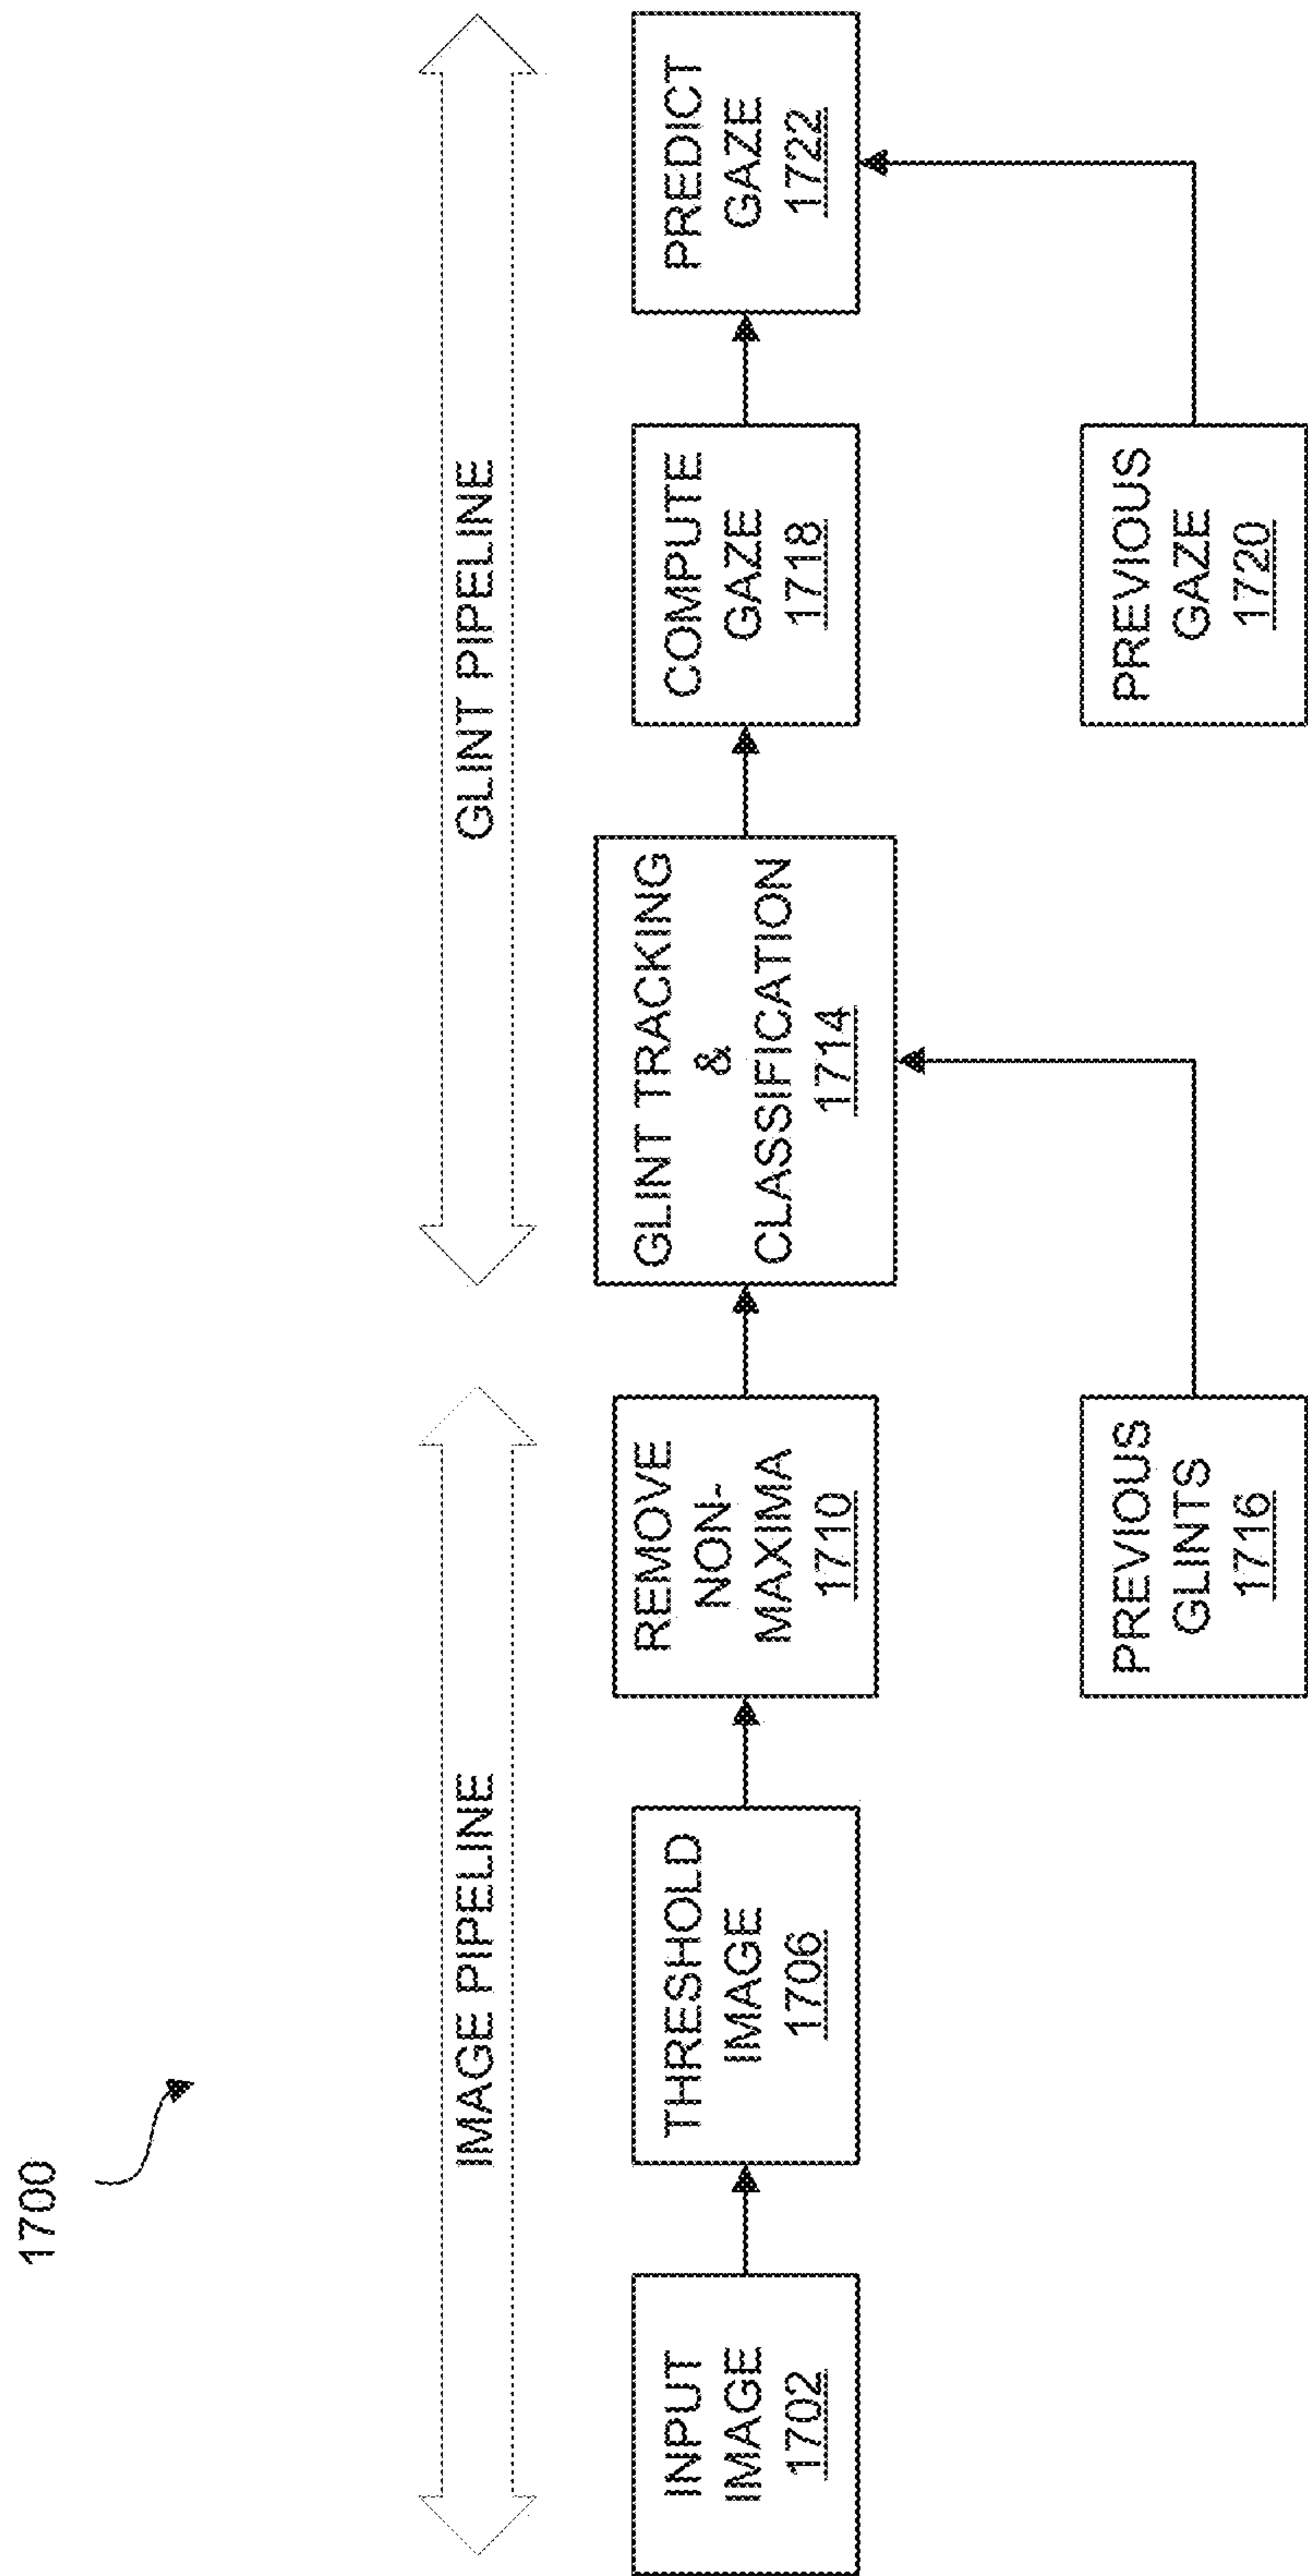 1700
IMAGE PIPELINE
GLINT PIPELINE
INPUT
IMAGE
1702
THRESHOLD
IMAGE
1706
REMOVE
NON-
MAXIMA
1710
GLINT TRACKING
&
CLASSIFICATION
1714
COMPUTE
GAZE
1718
PREDICT
GAZE
1722
PREVIOUS
GLINTS
1716
PREVIOUS
GAZE
1720